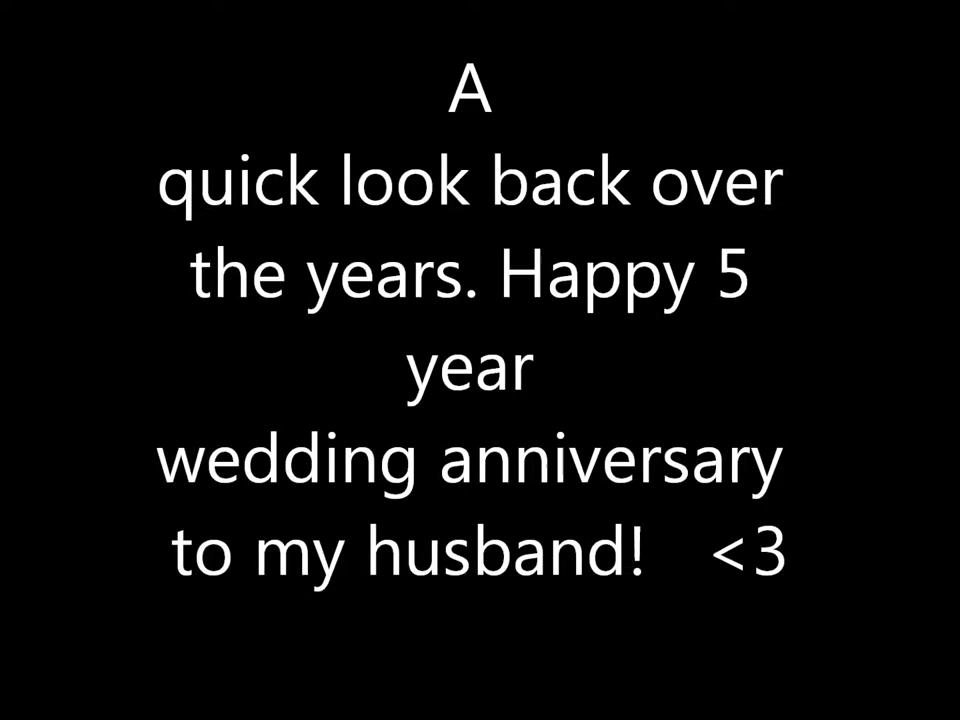 A
quick look back over
the years. Happy 5
year
wedding anniversary
to my husband! <3